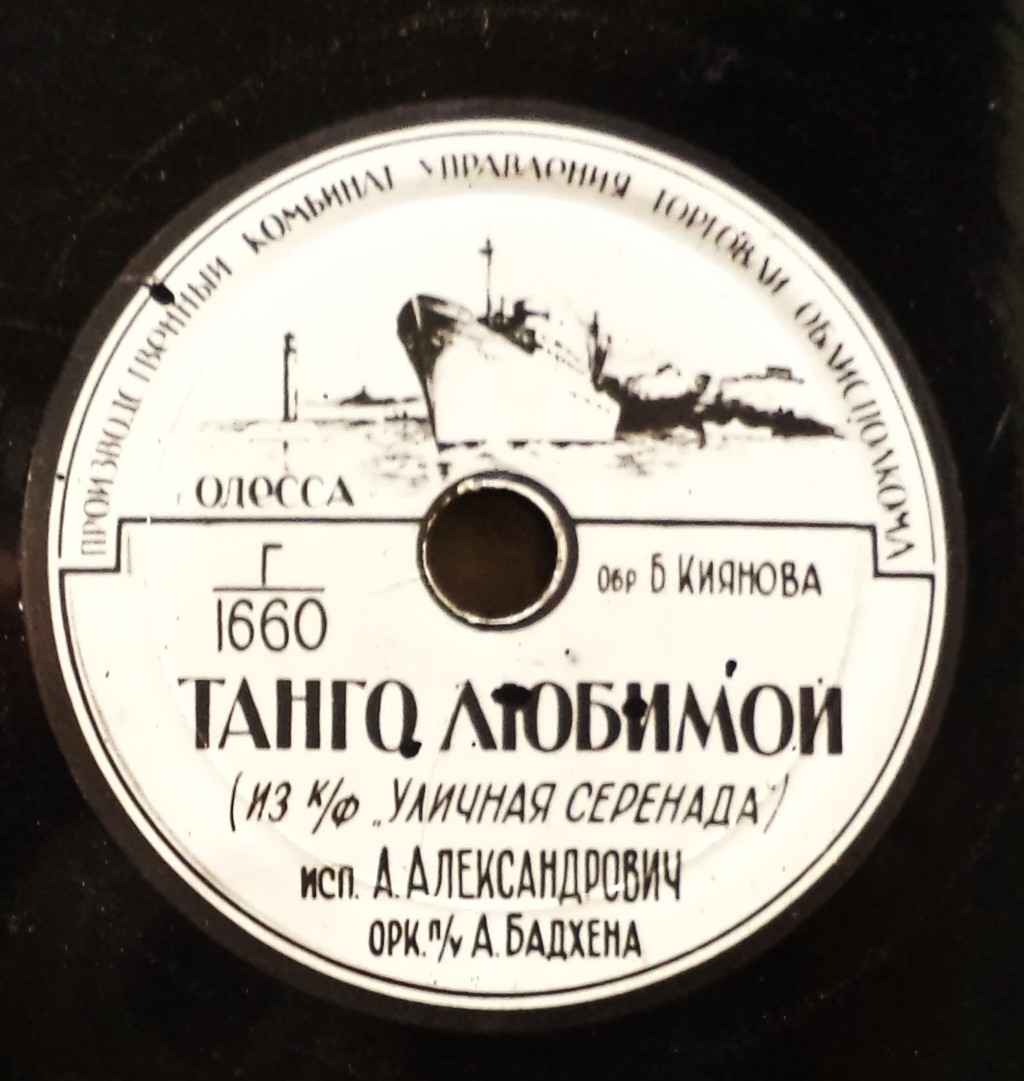 ПРОИЗВОДСТВЕННЫЙ КОМБИНАТ УПРАВЛЕНИЯ ТОРГОВЛИ ОБЛИСПОЛКОМА
ОДЕССА
Г
1660
ОБР Б КИЯНОВА
ТАНГО ЛЮБИМОЙ
(ИЗ К/Ф „УЛИЧНАЯ СЕРЕНАДА")
ИСП. А. АЛЕКСАНДРОВИЧ
ОРК. П/У А. БАДХЕНА